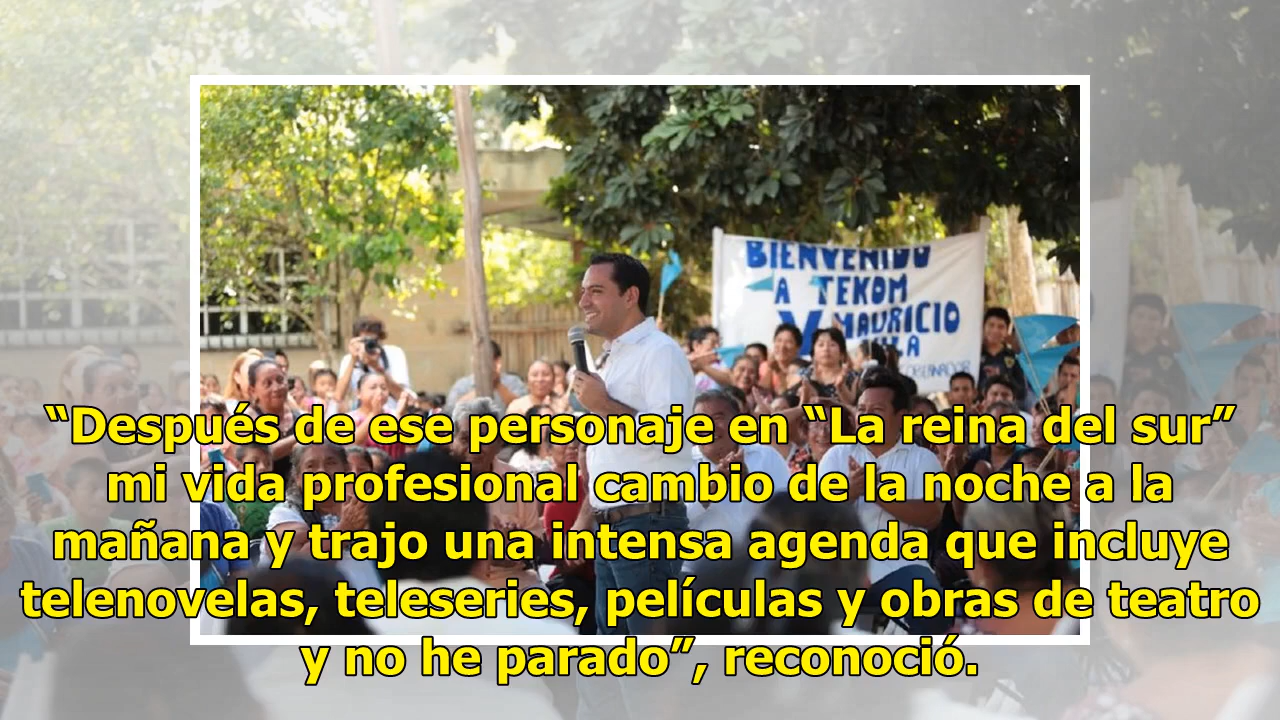 BIENVENIDO
A TEKOM
MAURICIO
“Después de ese personaje en “La reina del sur”
mi vida profesional cambio de la noche a la
mañana y trajo una intensa agenda que incluye
telenovelas, teleseries, películas y obras de teatro
y no he parado”, reconoció.